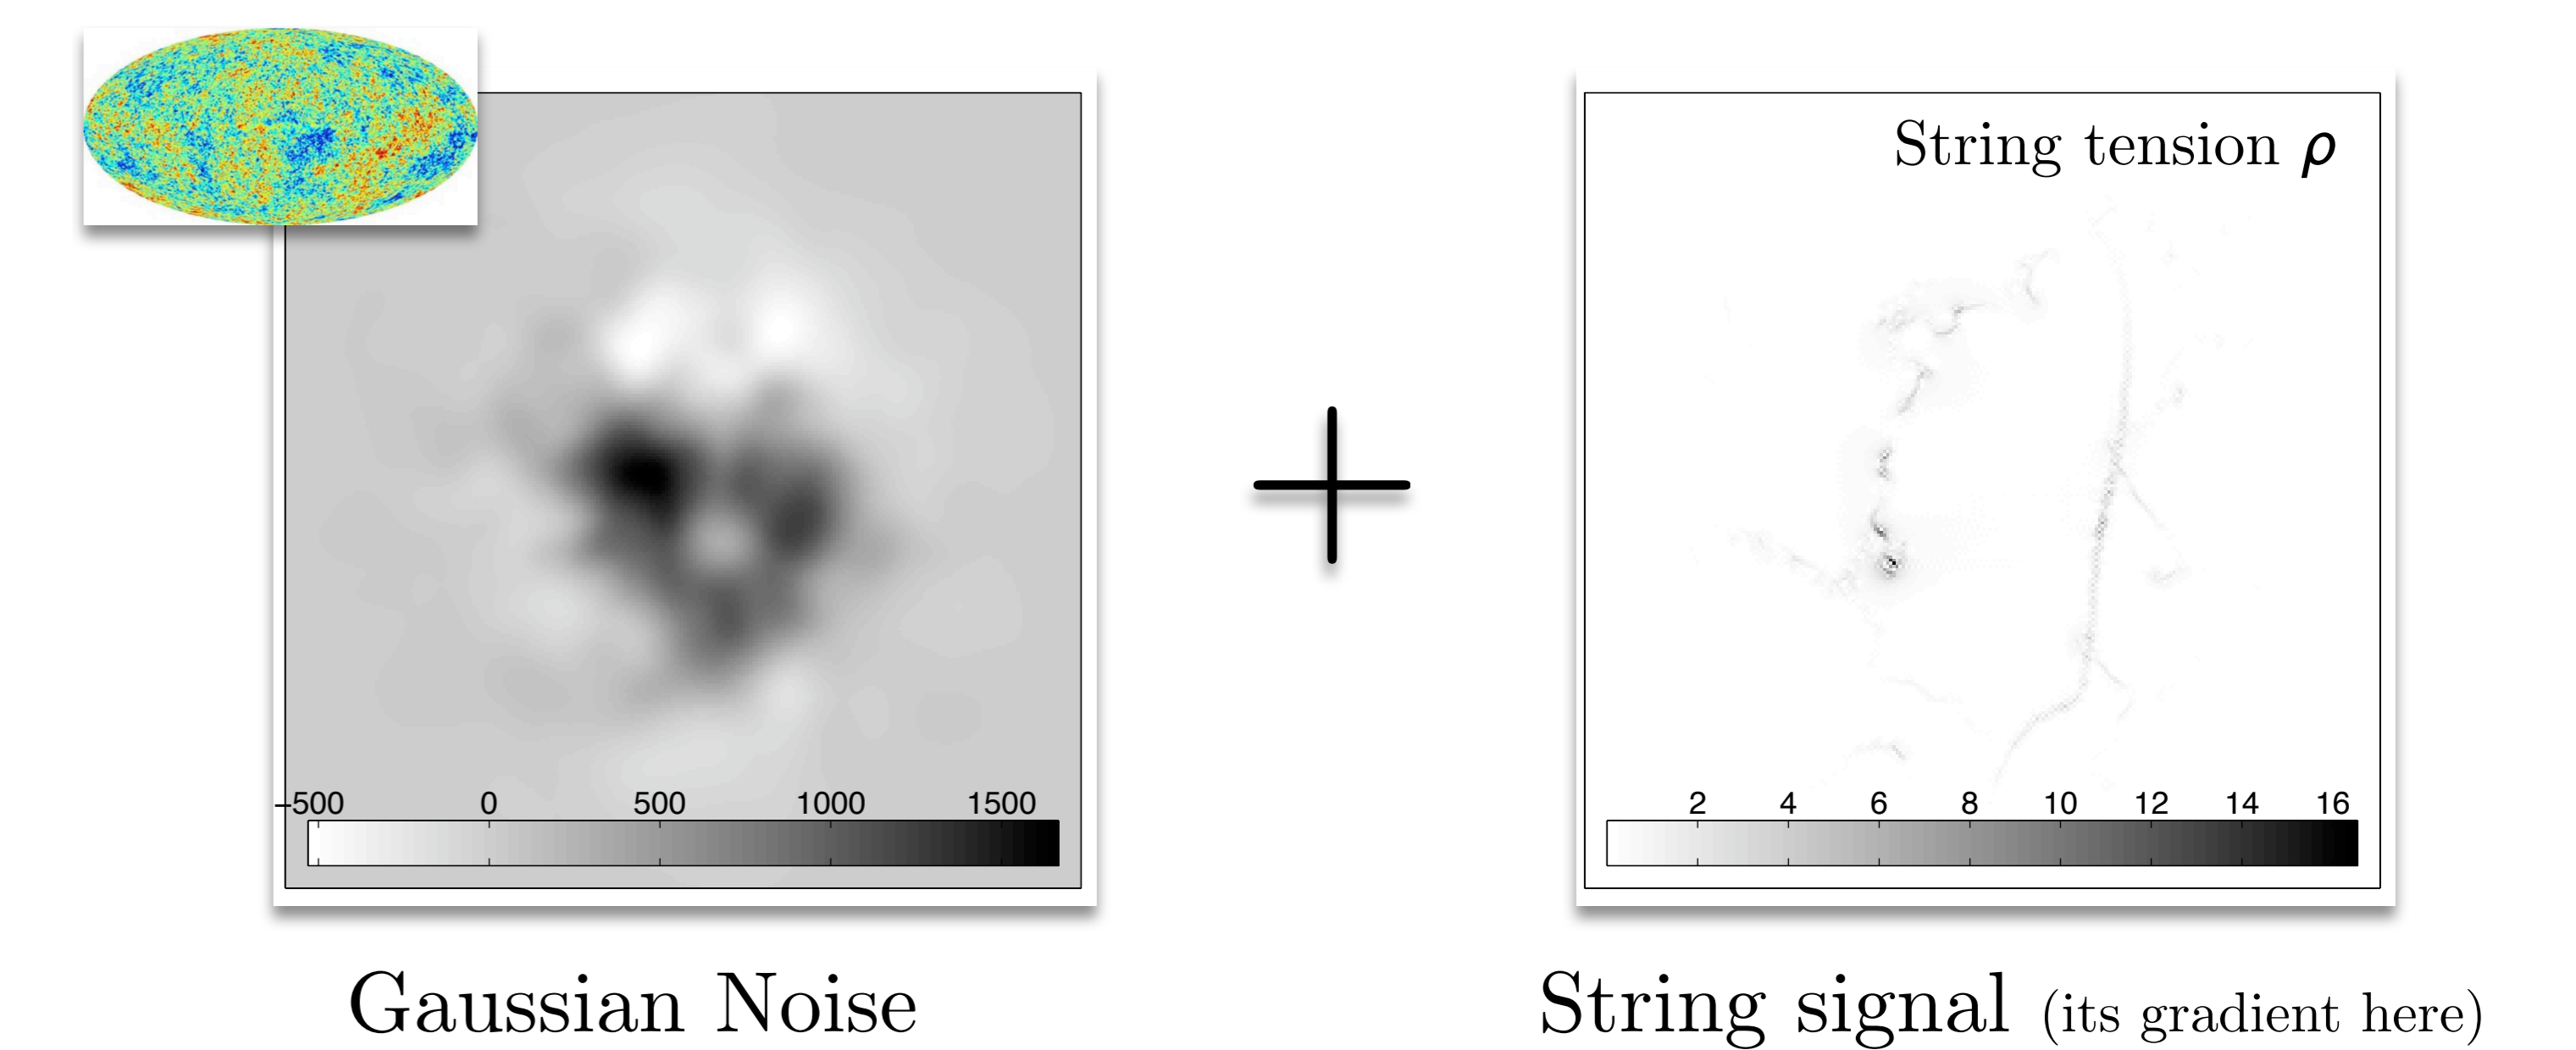 String tension ρ
−500 0 500 1000 1500
2 4 6 8 10 12 14 16
Gaussian Noise
String signal (its gradient here)